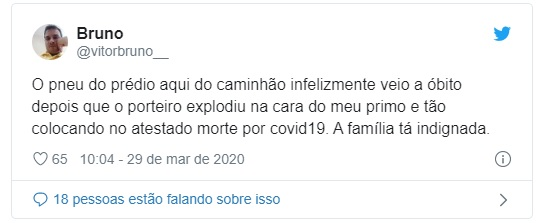 Bruno
@vitorbruno__
O pneu do prédio aqui do caminhão infelizmente veio a óbito
depois que o porteiro explodiu na cara do meu primo e tão
colocando no atestado morte por covid19. A família tá indignada.
65 10:04 - 29 de mar de 2020
18 pessoas estão falando sobre isso